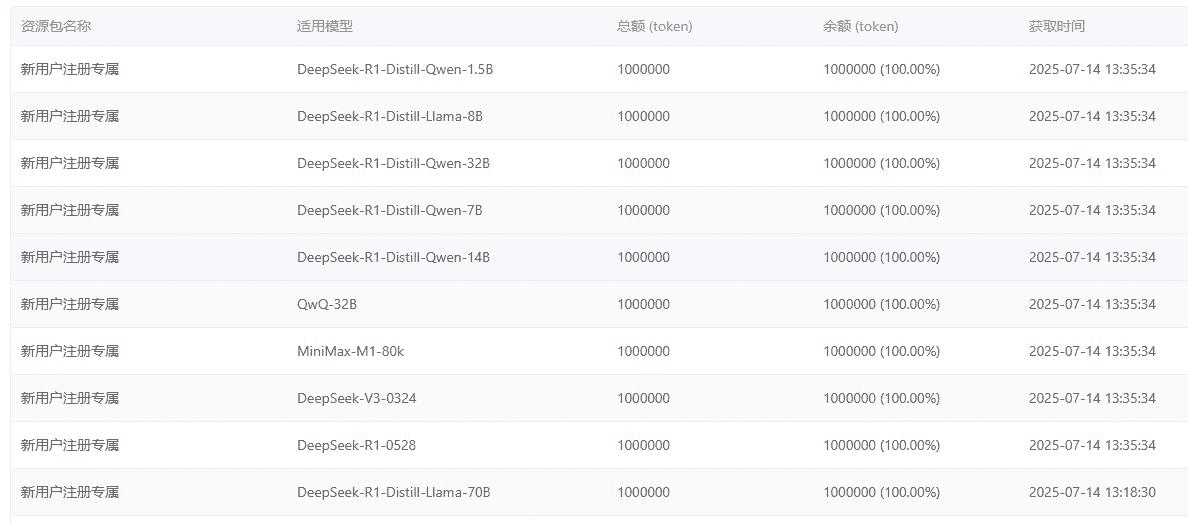 资源包名称 适用模型 总额 (token) 余额 (token) 获取时间
新用户注册专属 DeepSeek-R1-Distill-Qwen-1.5B 1000000 1000000 (100.00%) 2025-07-14 13:35:34
新用户注册专属 DeepSeek-R1-Distill-Llama-8B 1000000 1000000 (100.00%) 2025-07-14 13:35:34
新用户注册专属 DeepSeek-R1-Distill-Qwen-32B 1000000 1000000 (100.00%) 2025-07-14 13:35:34
新用户注册专属 DeepSeek-R1-Distill-Qwen-7B 1000000 1000000 (100.00%) 2025-07-14 13:35:34
新用户注册专属 DeepSeek-R1-Distill-Qwen-14B 1000000 1000000 (100.00%) 2025-07-14 13:35:34
新用户注册专属 QwQ-32B 1000000 1000000 (100.00%) 2025-07-14 13:35:34
新用户注册专属 MiniMax-M1-80k 1000000 1000000 (100.00%) 2025-07-14 13:35:34
新用户注册专属 DeepSeek-V3-0324 1000000 1000000 (100.00%) 2025-07-14 13:35:34
新用户注册专属 DeepSeek-R1-0528 1000000 1000000 (100.00%) 2025-07-14 13:35:34
新用户注册专属 DeepSeek-R1-Distill-Llama-70B 1000000 1000000 (100.00%) 2025-07-14 13:18:30